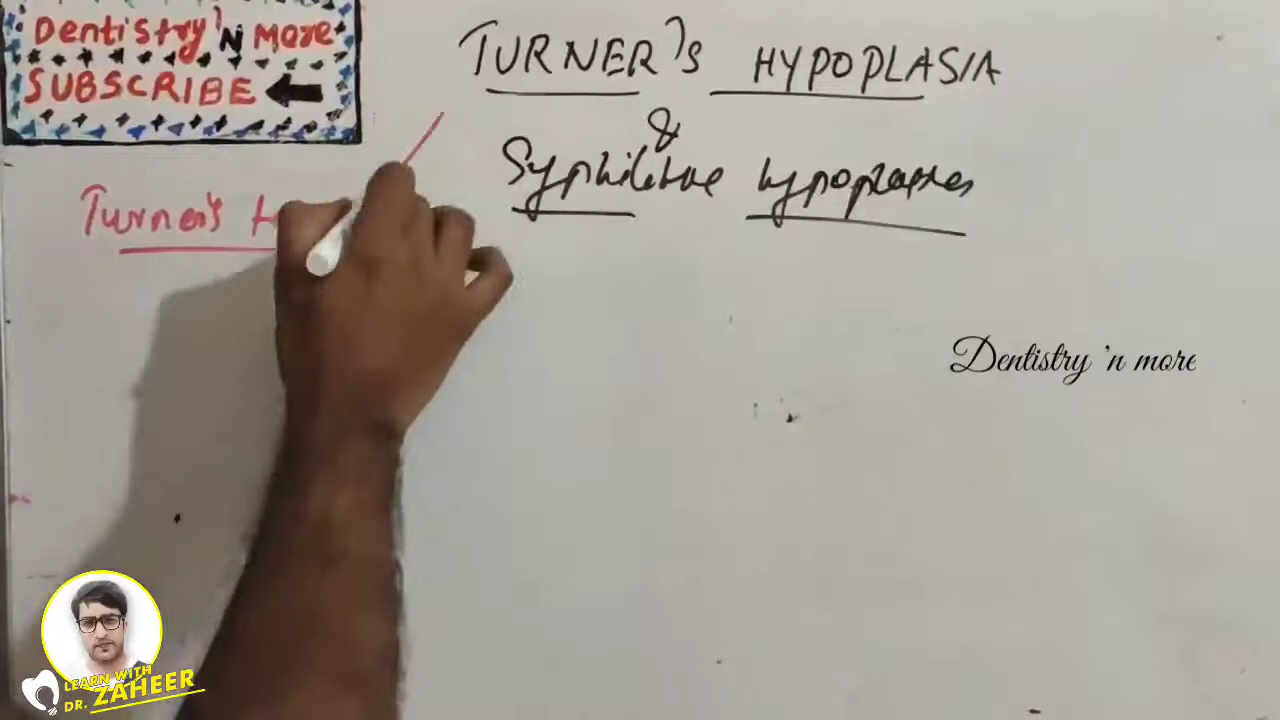 Dentistry'n More
SUBSCRIBE
TURNER's HYPOPLASIA
&
Syphilitic hypoplasia
Turner's
Dentistry 'n more
LEARN WITH
DR. ZAHEER